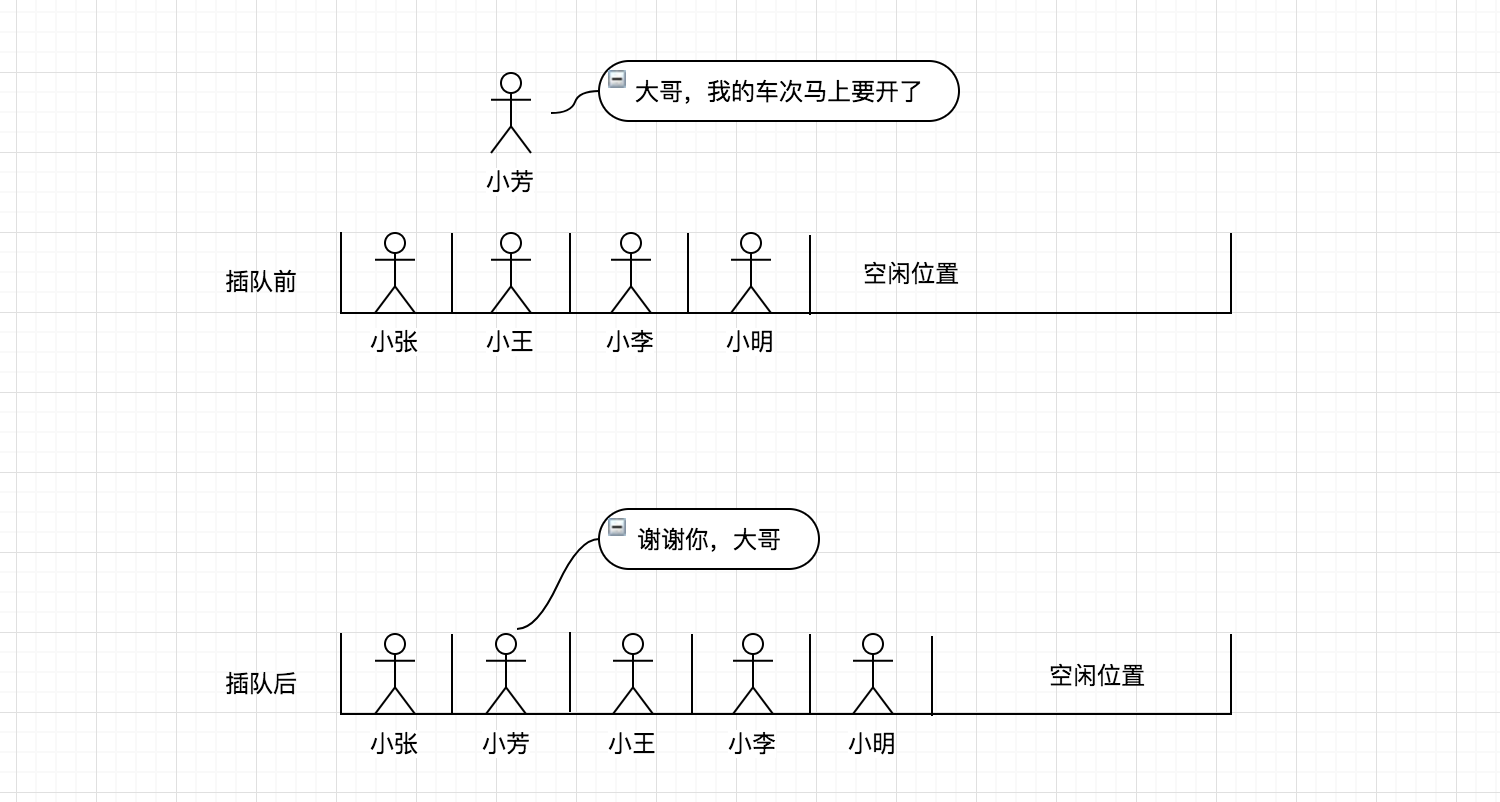 大哥，我的车次马上要开了
小芳
插队前
空闲位置
小张
小王
小李
小明
谢谢你，大哥
插队后
空闲位置
小张
小芳
小王
小李
小明